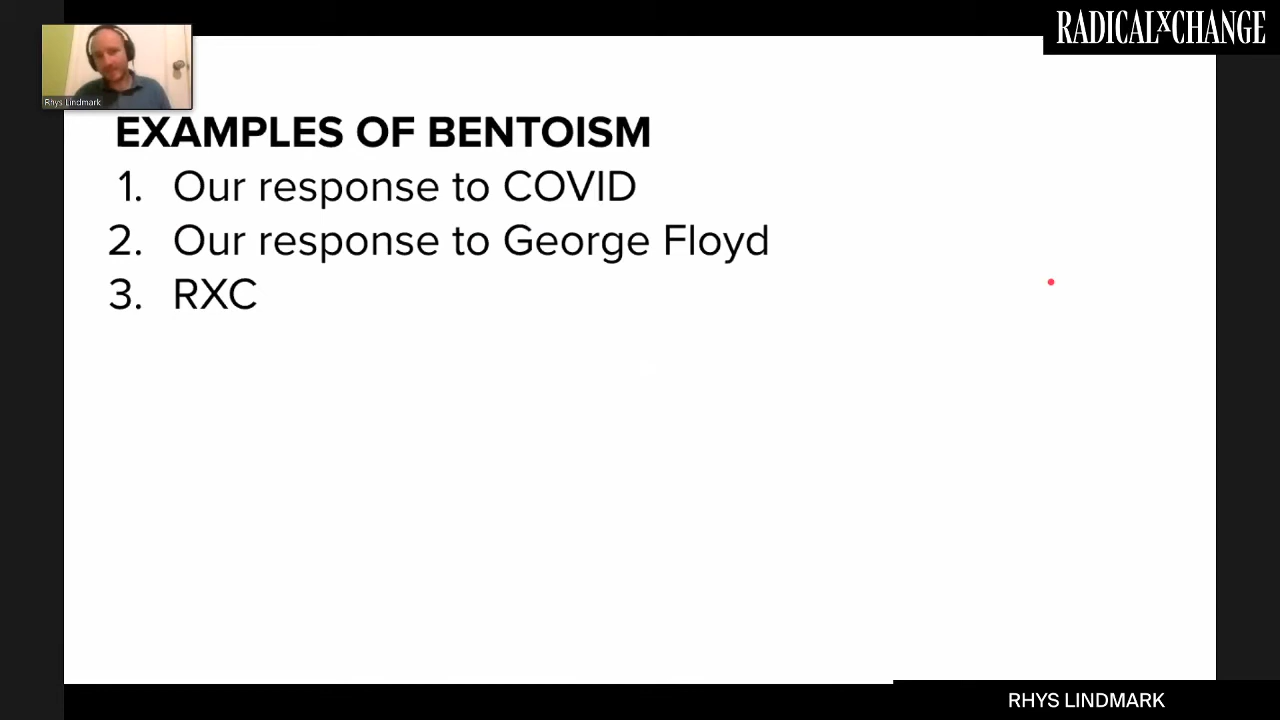 RADICALXCHANGE
Rhys Lindmark
EXAMPLES OF BENTOISM
1. Our response to COVID
2. Our response to George Floyd
3. RXC
RHYS LINDMARK